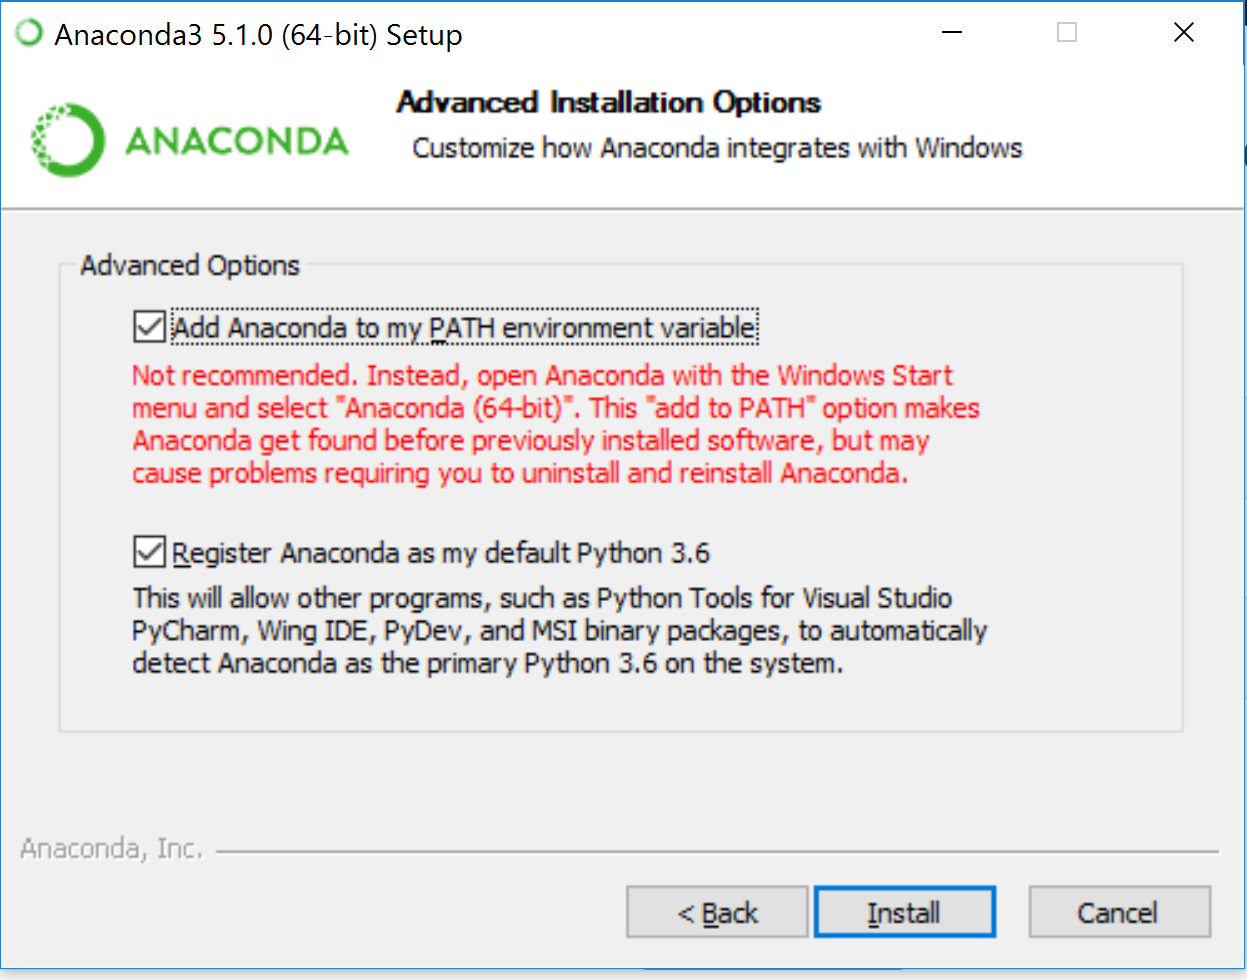 Anaconda3 5.1.0 (64-bit) Setup
ANACONDA
Advanced Installation Options
Customize how Anaconda integrates with Windows
Advanced Options
Add Anaconda to my PATH environment variable
Not recommended. Instead, open Anaconda with the Windows Start
menu and select "Anaconda (64-bit)". This "add to PATH" option makes
Anaconda get found before previously installed software, but may
cause problems requiring you to uninstall and reinstall Anaconda.
Register Anaconda as my default Python 3.6
This will allow other programs, such as Python Tools for Visual Studio
PyCharm, Wing IDE, PyDev, and MSI binary packages, to automatically
detect Anaconda as the primary Python 3.6 on the system.
Anaconda, Inc.
< Back
Install
Cancel